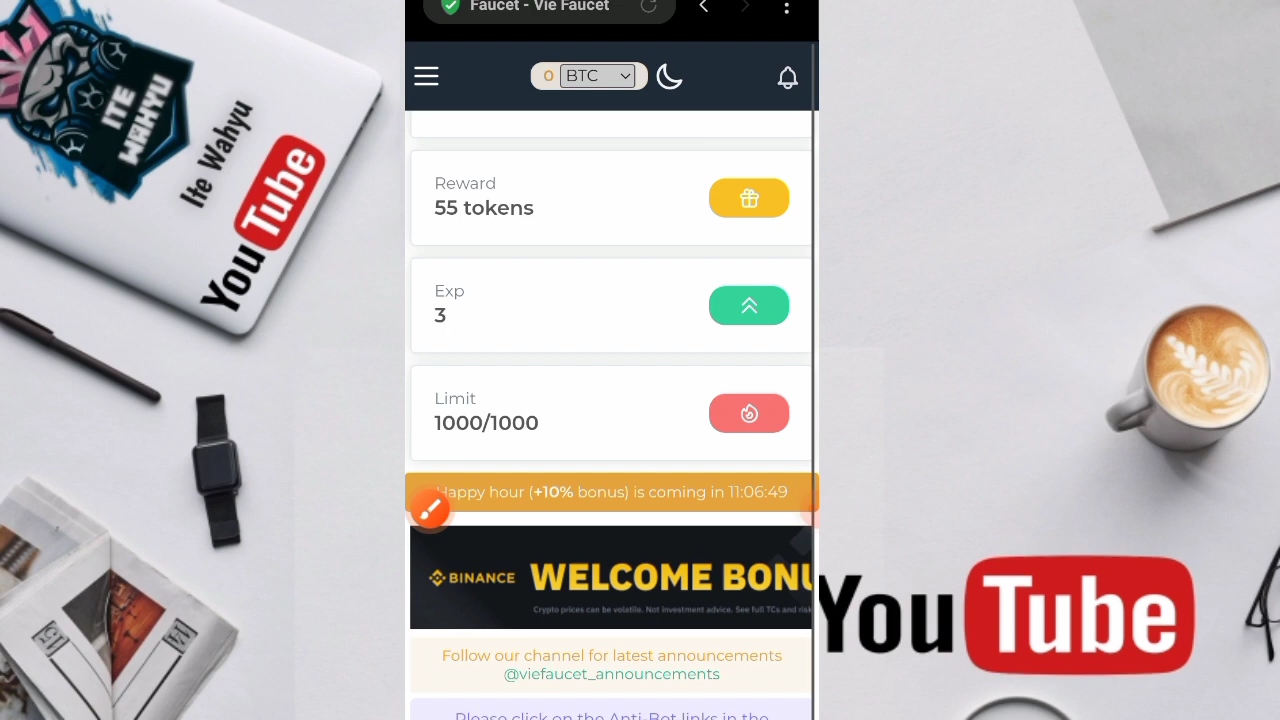 ITE
WAHYU
Ite Wahyu
YouTube
Faucet - Vie Faucet
0 BTC
Reward
55 tokens
Exp
3
Limit
1000/1000
Happy hour (+10% bonus) is coming in 11:06:49
BINANCE WELCOME BONU
Crypto prices can be volatile. Not investment advice. See full TCs and risk
Follow our channel for latest announcements
@viefaucet_announcements
Please click on the Anti-Bot links in the
YouTube